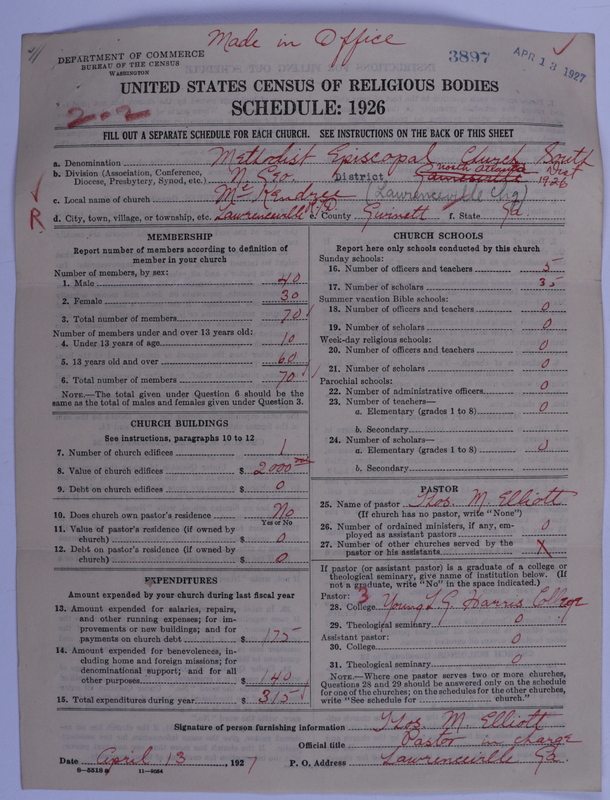 Made in Office
DEPARTMENT OF COMMERCE
BUREAU OF THE CENSUS
WASHINGTON
3897
APR 13 1927
UNITED STATES CENSUS OF RELIGIOUS BODIES
SCHEDULE: 1926
2-2
FILL OUT A SEPARATE SCHEDULE FOR EACH CHURCH. SEE INSTRUCTIONS ON THE BACK OF THIS SHEET
a. Denomination Methodist Episcopal Church South
b. Division (Association, Conference, Diocese, Presbytery, Synod, etc.) N. Geo. District North Atlanta Dist 1926
c. Local name of church McKendree (Lawrenceville Chg)
R
d. City, town, village, or township, etc. Lawrenceville e. County Gwinett f. State Ga
MEMBERSHIP
Report number of members according to definition of
member in your church
Number of members, by sex:
1. Male 40
2. Female 30
3. Total number of members 70
Number of members under and over 13 years old:
4. Under 13 years of age 10
5. 13 years old and over 60
6. Total number of members 70
NOTE.—The total given under Question 6 should be
same as the total of males and females given under Question 3.
CHURCH BUILDINGS
See instructions, paragraphs 10 to 12
7. Number of church edifices 1
8. Value of church edifices $ 2000
9. Debt on church edifices $ 0
10. Does church own pastor's residence No
Yes or No
11. Value of pastor's residence (if owned by
church) $ 0
12. Debt on pastor's residence (if owned by
church) $ 0
EXPENDITURES
Amount expended by your church during last fiscal year
13. Amount expended for salaries, repairs,
and other running expenses; for im-
provements or new buildings; and for
payments on church debt $ 175
14. Amount expended for benevolences, in-
cluding home and foreign missions; for
denominational support; and for all
other purposes $ 140
15. Total expenditures during year $ 315
CHURCH SCHOOLS
Report here only schools conducted by this church
Sunday schools:
16. Number of officers and teachers 5
17. Number of scholars 35
Summer vacation Bible schools:
18. Number of officers and teachers 0
19. Number of scholars 0
Week-day religious schools:
20. Number of officers and teachers 0
21. Number of scholars 0
Parochial schools:
22. Number of administrative officers 0
23. Number of teachers—
a. Elementary (grades 1 to 8) 0
b. Secondary
24. Number of scholars—
a. Elementary (grades 1 to 8) 0
b. Secondary
PASTOR
25. Name of pastor Thos. M. Elliott
(If church has no pastor, write "None")
26. Number of ordained ministers, if any, em-
ployed as assistant pastors 0
27. Number of other churches served by the
pastor or his assistants
If pastor (or assistant pastor) is a graduate of a college or
theological seminary, give name of institution below. (If
not a graduate, write "No" in the space indicated.)
Pastor: 3
28. College Young L G Harris College
29. Theological seminary 0
Assistant pastor:
30. College 0
31. Theological seminary 0
NOTE.—Where one pastor serves two or more churches,
Questions 28 and 29 should be answered only on the schedule
for one of the churches; on the schedules for the other churches,
write "See schedule for church."
Signature of person furnishing information Thos. M. Elliott
Official title Pastor in charge
Date April 13, 1927 P. O. Address Lawrenceville Ga.
8—5518 a 11—9054